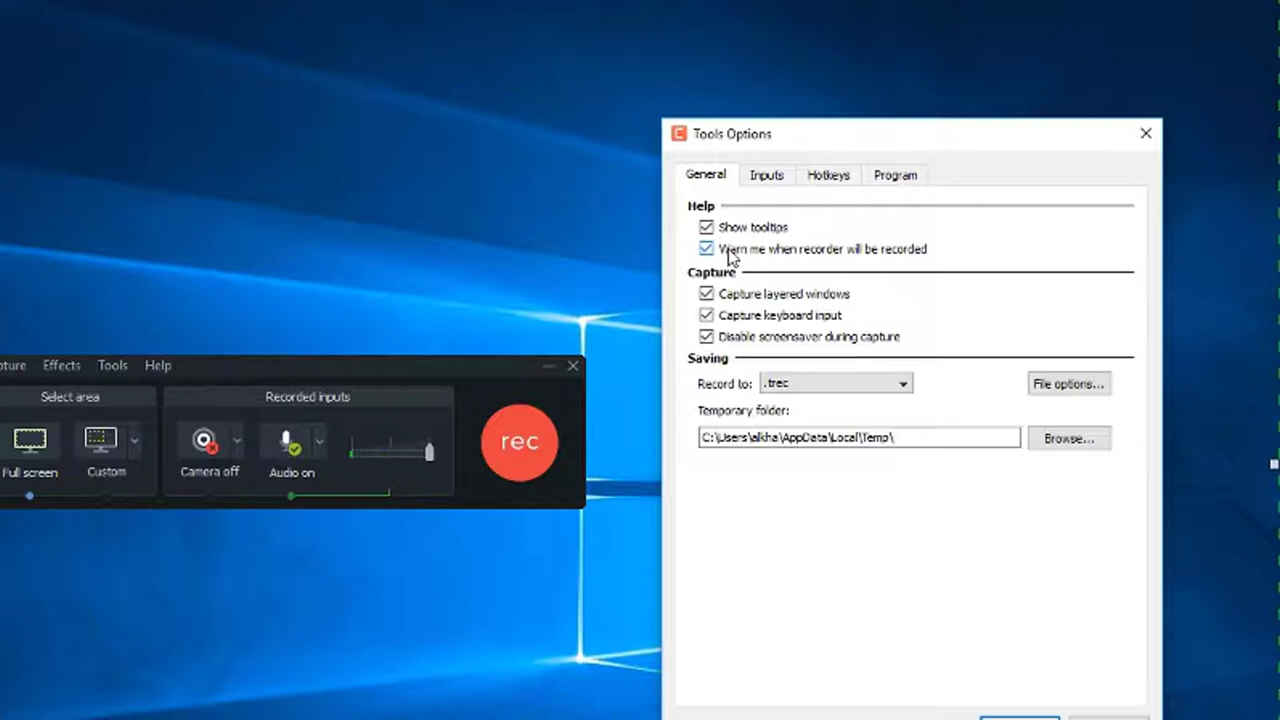 Tools Options
General Inputs Hotkeys Program
Help
Show tooltips
Warn me when recorder will be recorded
Capture
Capture layered windows
Capture keyboard input
Disable screensaver during capture
Saving
Record to: .trec File options...
Temporary folder:
C:\Users\alkha\AppData\Local\Temp\ Browse...
pture Effects Tools Help
Select area Recorded inputs
rec
Full screen Custom Camera off Audio on